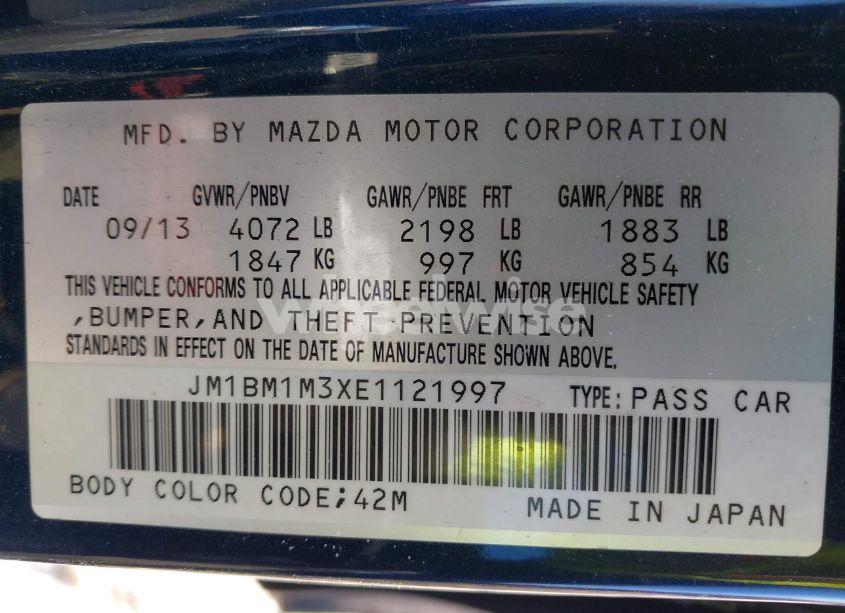 MFD. BY MAZDA MOTOR CORPORATION
DATE GVWR/PNBV GAWR/PNBE FRT GAWR/PNBE RR
09/13 4072 LB 2198 LB 1883 LB
1847 KG 997 KG 854 KG
THIS VEHICLE CONFORMS TO ALL APPLICABLE FEDERAL MOTOR VEHICLE SAFETY
,BUMPER,AND THEFT PREVENTION
STANDARDS IN EFFECT ON THE DATE OF MANUFACTURE SHOWN ABOVE.
JM1BM1M3XE1121997 TYPE: PASS CAR
BODY COLOR CODE;42M
MADE IN JAPAN